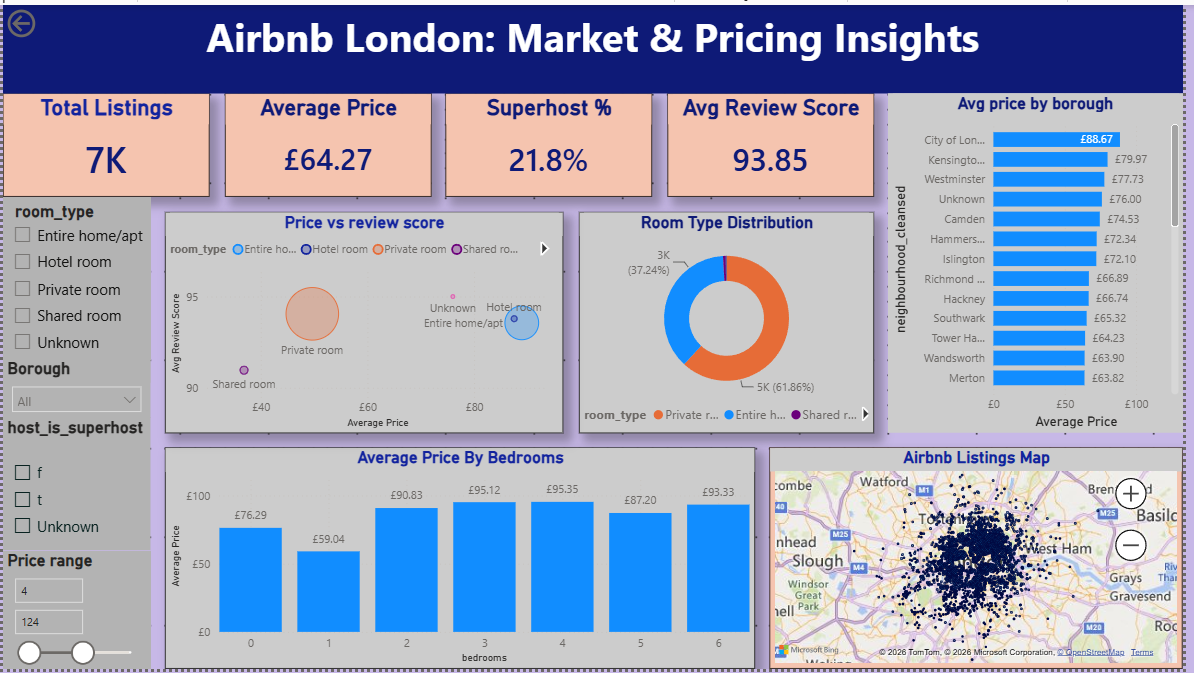 Airbnb London: Market & Pricing Insights
Total Listings
7K
Average Price
£64.27
Superhost %
21.8%
Avg Review Score
93.85
room_type
Entire home/apt
Hotel room
Private room
Shared room
Unknown
Borough
All
host_is_superhost
f
t
Unknown
Price range
4
124
Price vs review score
room_type Entire ho... Hotel room Private room Shared ro...
Avg Review Score
95
90
Unknown
Hotel room
Entire home/apt
Private room
Shared room
£40 £60 £80
Average Price
Room Type Distribution
3K
(37.24%)
5K (61.86%)
room_type Private r... Entire h... Shared r...
Avg price by borough
neighbourhood_cleansed
City of Lon... £88.67
Kensingto... £79.97
Westminster £77.73
Unknown £76.00
Camden £74.53
Hammers... £72.34
Islington £72.10
Richmond ... £66.89
Hackney £66.74
Southwark £65.32
Tower Ha... £64.23
Wandsworth £63.90
Merton £63.82
£0 £50 £100
Average Price
Average Price By Bedrooms
Average Price
£100
£50
£0
£76.29 £59.04 £90.83 £95.12 £95.35 £87.20 £93.33
0 1 2 3 4 5 6
bedrooms
Airbnb Listings Map
Watford
M1
M25
M25
Slough
M4
West Ham
Windsor
Great
Park
Grays
Gravesend
M20
Microsoft Bing
© 2026 TomTom, © 2026 Microsoft Corporation, © OpenStreetMap Terms